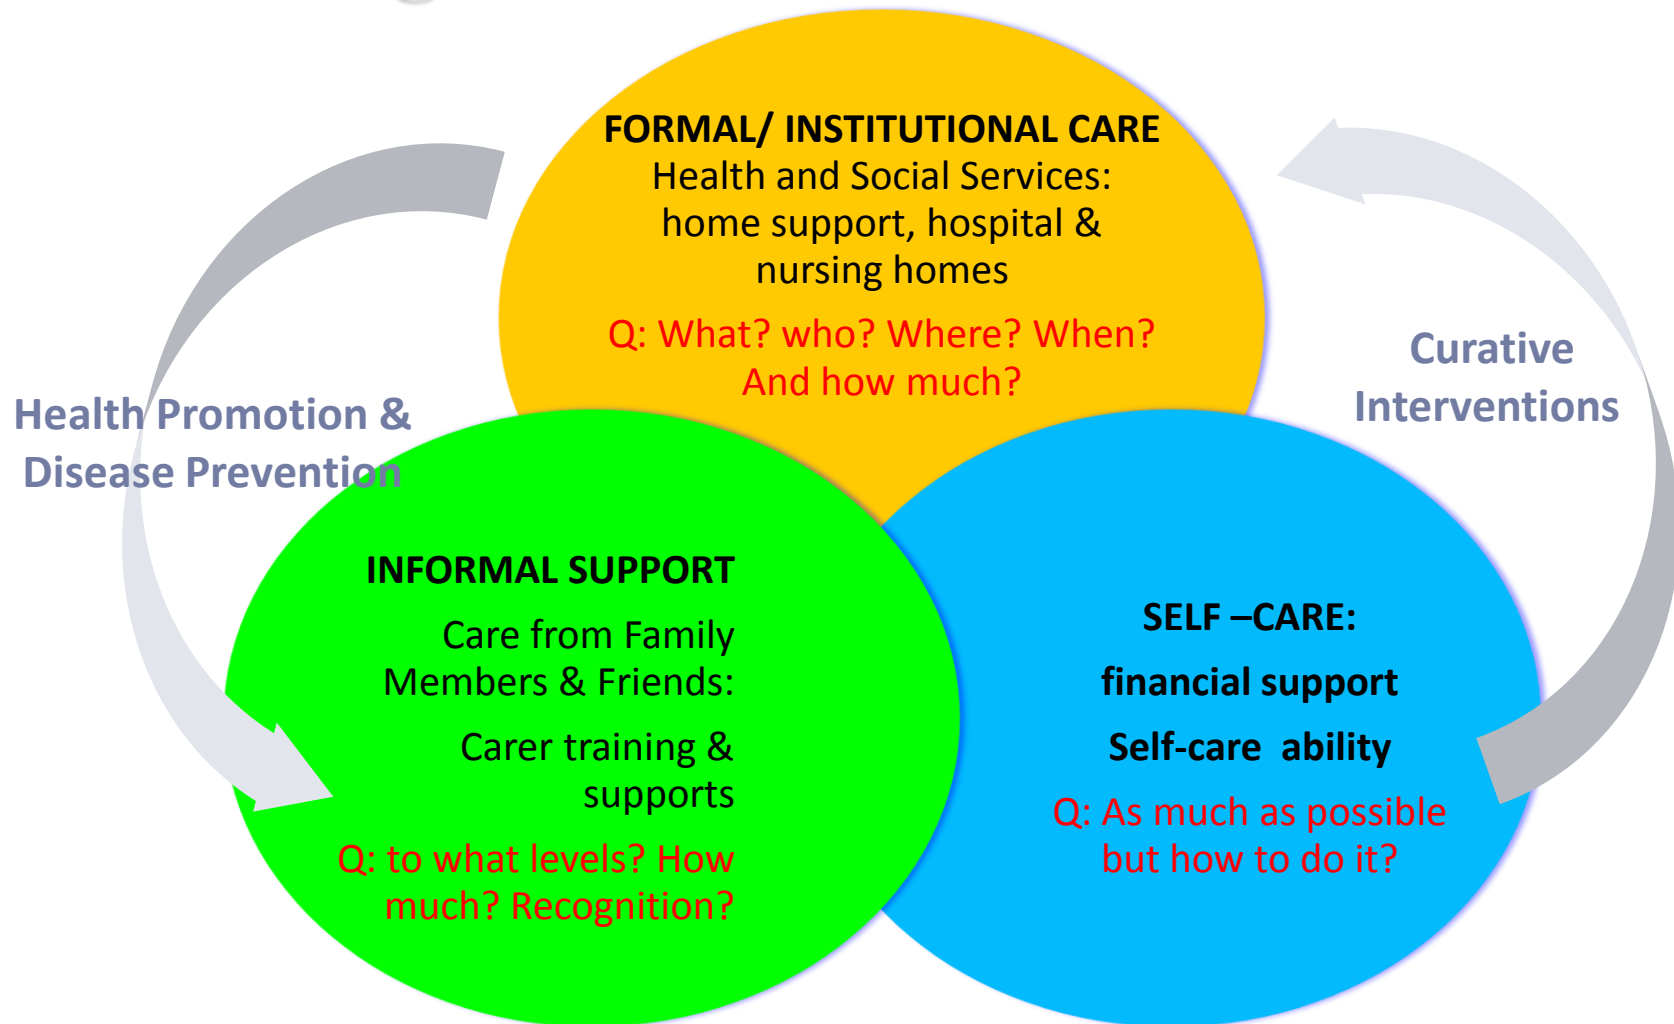 FORMAL/ INSTITUTIONAL CARE
Health and Social Services:
home support, hospital &
nursing homes
Q: What? who? Where? When?
And how much?
Health Promotion &
Disease Prevention
Curative
Interventions
INFORMAL SUPPORT
Care from Family
Members & Friends:
Carer training &
supports
Q: to what levels? How
much? Recognition?
SELF –CARE:
financial support
Self-care  ability
Q: As much as possible
but how to do it?